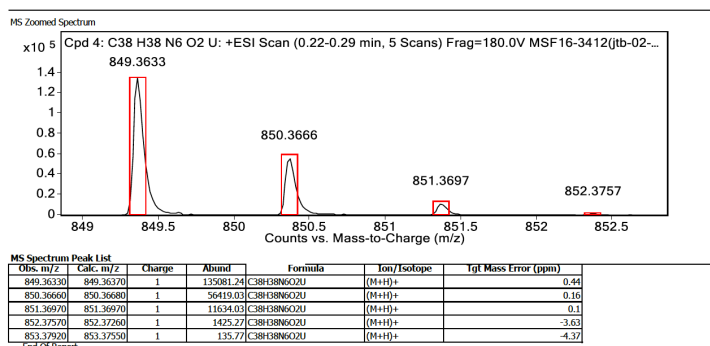 MS Zoomed Spectrum
x10 5
Cpd 4: C38 H38 N6 O2 U: +ESI Scan (0.22-0.29 min, 5 Scans) Frag=180.0V MSF16-3412(jtb-02-...
849.3633
1.4
1.2
1
850.3666
0.8
0.6
851.3697
0.4
852.3757
0.2
0
849 849.5 850 850.5 851 851.5 852 852.5
Counts vs. Mass-to-Charge (m/z)
MS Spectrum Peak List
Obs. m/z Calc. m/z Charge Abund Formula Ion/Isotope Tgt Mass Error (ppm)
849.36330 849.36370 1 135081.24 C38H38N6O2U (M+H)+ 0.44
850.36660 850.36680 1 56419.03 C38H38N6O2U (M+H)+ 0.16
851.36970 851.36970 1 11634.03 C38H38N6O2U (M+H)+ 0.1
852.37570 852.37260 1 1425.27 C38H38N6O2U (M+H)+ -3.63
853.37920 853.37550 1 135.77 C38H38N6O2U (M+H)+ -4.37
End Of Report